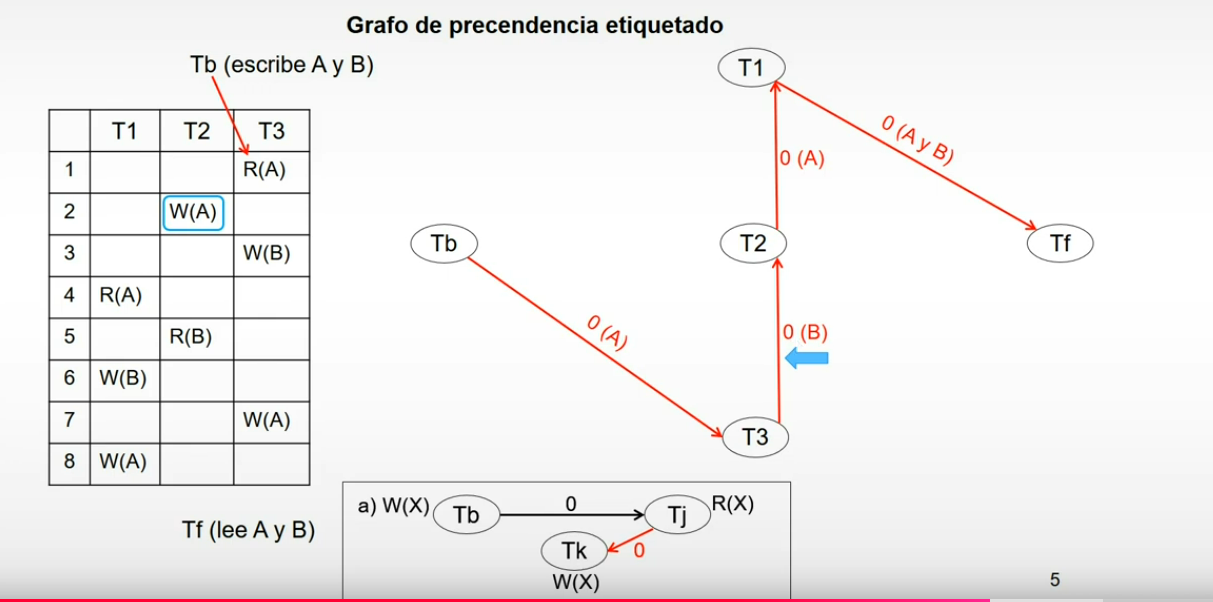 Grafo de precendencia etiquetado
Tb (escribe A y B)
T1 T2 T3
1 R(A)
2 W(A)
3 W(B)
4 R(A)
5 R(B)
6 W(B)
7 W(A)
8 W(A)
Tf (lee A y B)
T1
0 (A y B)
0 (A)
Tb
T2
Tf
0 (A)
0 (B)
T3
a) W(X) Tb 0 Tj R(X)
Tk 0
W(X)
5